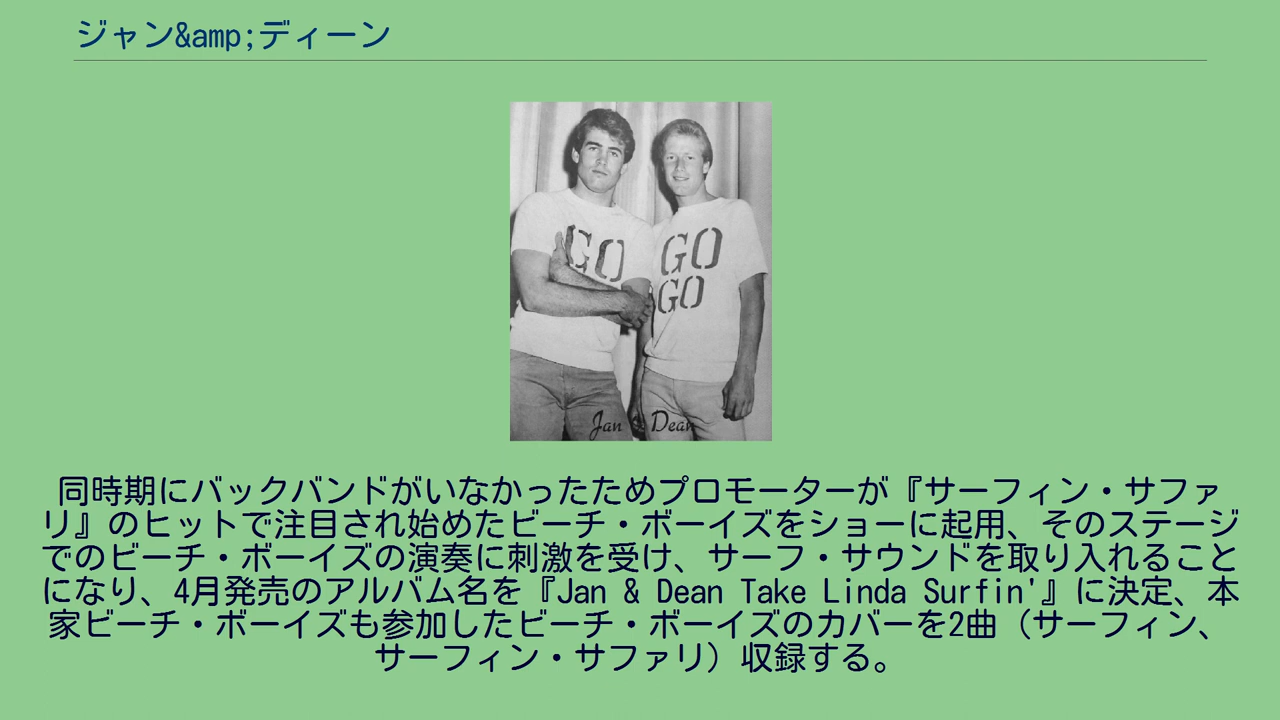 ジャン&amp;ディーン
GO
GO
GO
Jan & Dean
同時期にバックバンドがいなかったためプロモーターが『サーフィン・サファ
リ』のヒットで注目され始めたビーチ・ボーイズをショーに起用、そのステージ
でのビーチ・ボーイズの演奏に刺激を受け、サーフ・サウンドを取り入れること
になり、4月発売のアルバム名を『Jan & Dean Take Linda Surfin'』に決定、本
家ビーチ・ボーイズも参加したビーチ・ボーイズのカバーを2曲（サーフィン、
サーフィン・サファリ）収録する。